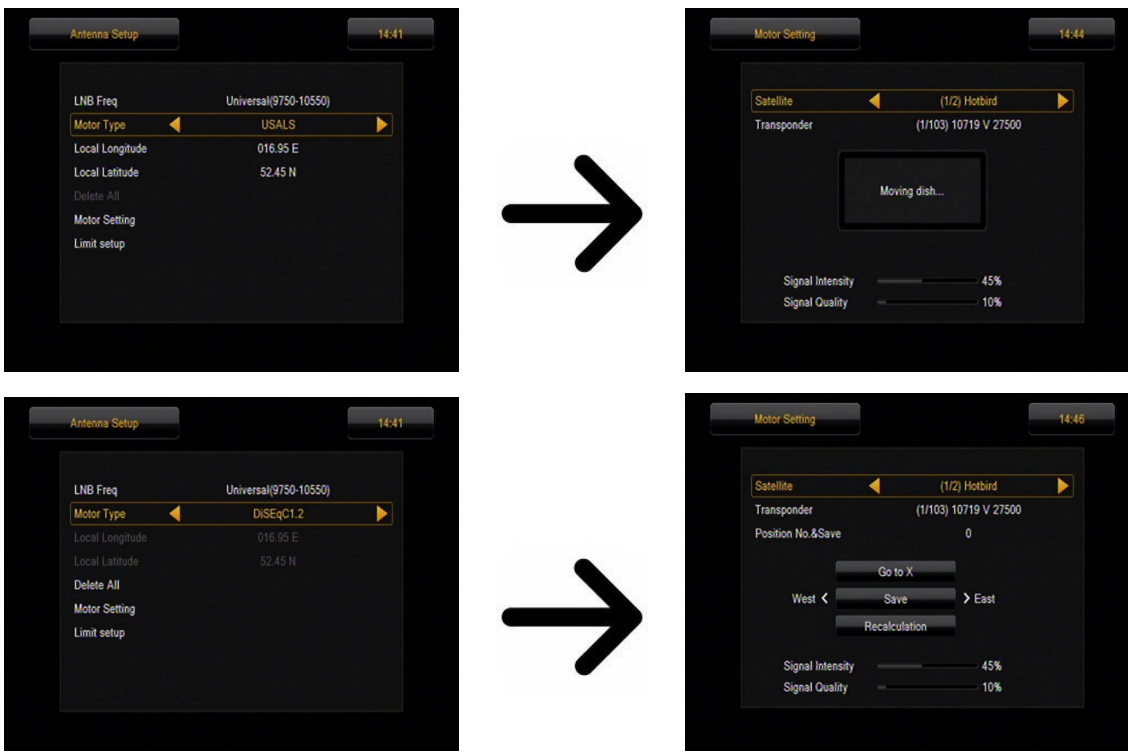 Antenna Setup 14:41
LNB Freq Universal(9750-10550)
Motor Type USALS
Local Longitude 016.95 E
Local Latitude 52.45 N
Delete All
Motor Setting
Limit setup
Motor Setting 14:44
Satellite (1/2) Hotbird
Transponder (1/103) 10719 V 27500
Moving dish...
Signal Intensity 45%
Signal Quality 10%
Antenna Setup 14:41
LNB Freq Universal(9750-10550)
Motor Type DiSEqC1.2
Local Longitude 016.95 E
Local Latitude 52.45 N
Delete All
Motor Setting
Limit setup
Motor Setting 14:46
Satellite (1/2) Hotbird
Transponder (1/103) 10719 V 27500
Position No.&Save 0
Go to X
West < Save > East
Recalculation
Signal Intensity 45%
Signal Quality 10%